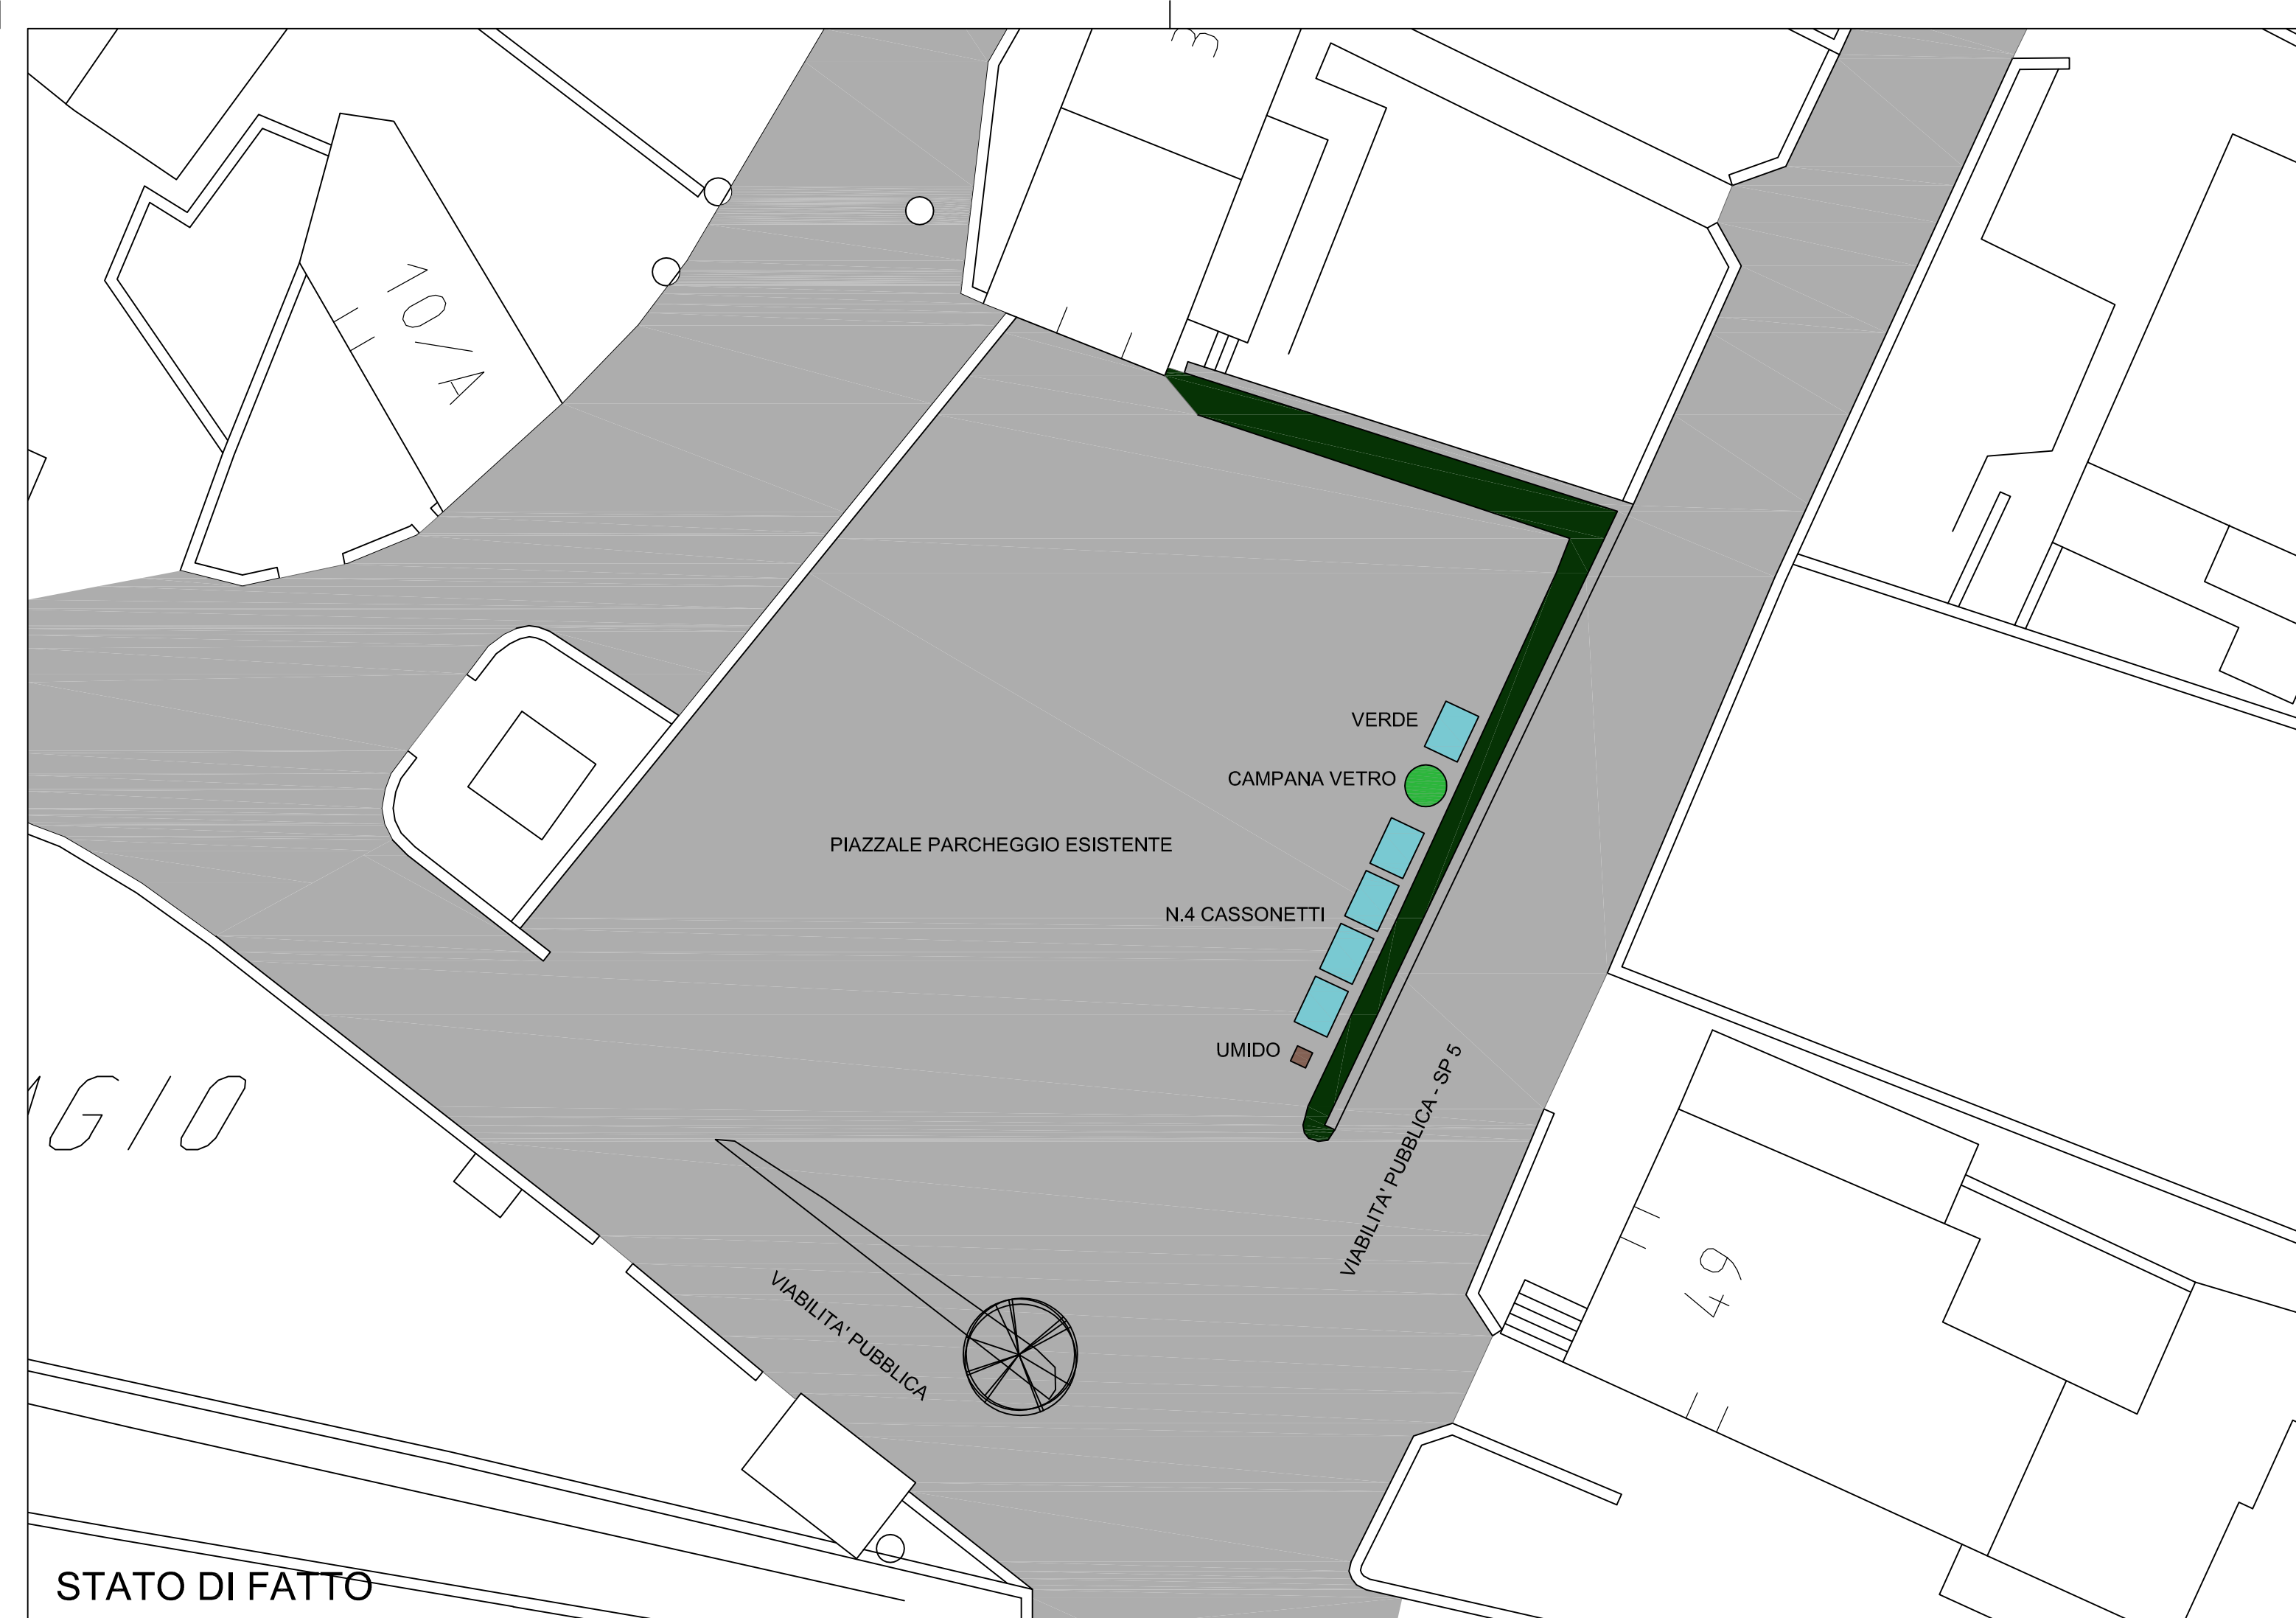 3
10/A
VERDE
CAMPANA VETRO
PIAZZALE PARCHEGGIO ESISTENTE
N.4 CASSONETTI
UMIDO
VIABILITA' PUBBLICA - SP 5
GIO
49
VIABILITA' PUBBLICA
STATO DI FATTO